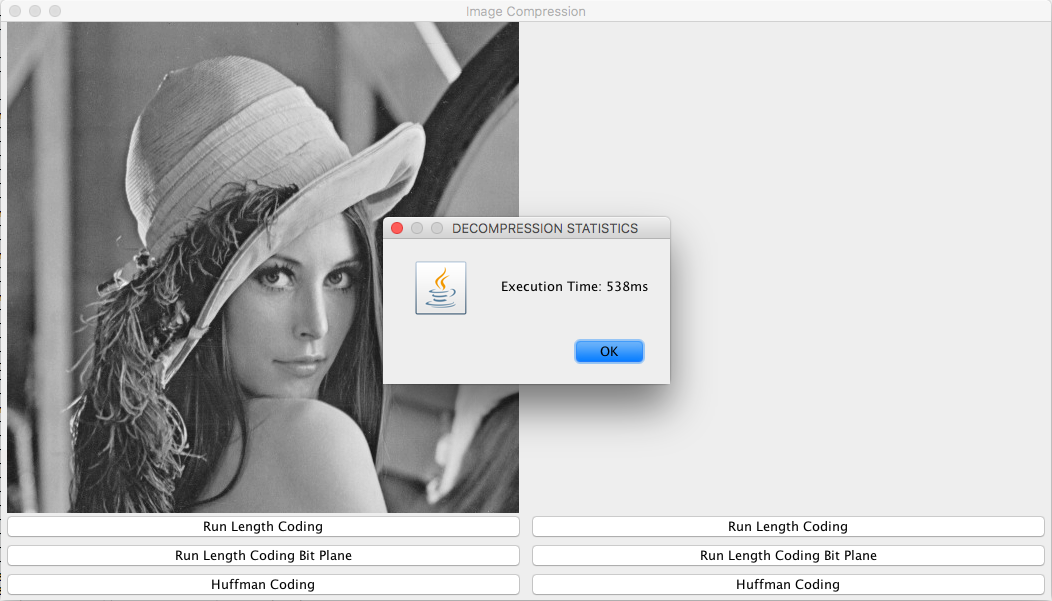 Image Compression
DECOMPRESSION STATISTICS
Execution Time: 538ms
OK
Run Length Coding
Run Length Coding
Run Length Coding Bit Plane
Run Length Coding Bit Plane
Huffman Coding
Huffman Coding